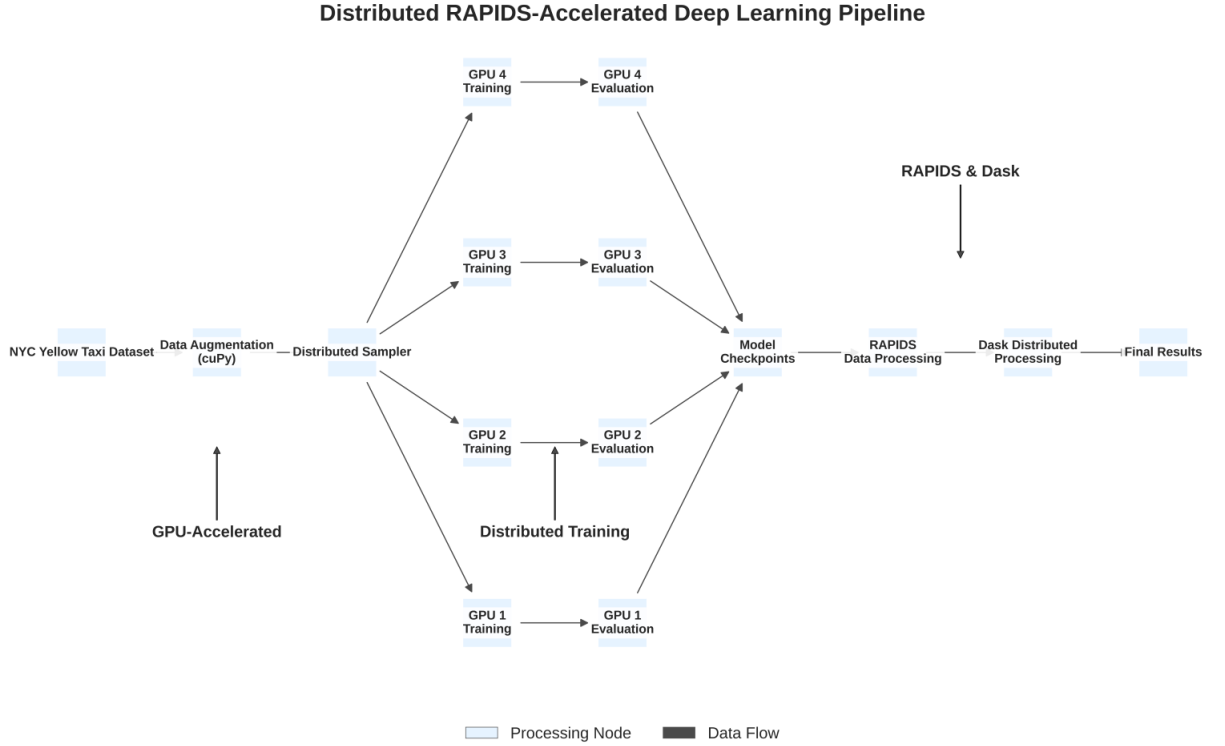 Distributed RAPIDS-Accelerated Deep Learning Pipeline
GPU 4
Training
GPU 4
Evaluation
RAPIDS & Dask
GPU 3
Training
GPU 3
Evaluation
NYC Yellow Taxi Dataset
Data Augmentation
(cuPy)
Distributed Sampler
Model
Checkpoints
RAPIDS
Data Processing
Dask Distributed
Processing
Final Results
GPU 2
Training
GPU 2
Evaluation
GPU-Accelerated
Distributed Training
GPU 1
Training
GPU 1
Evaluation
Processing Node
Data Flow